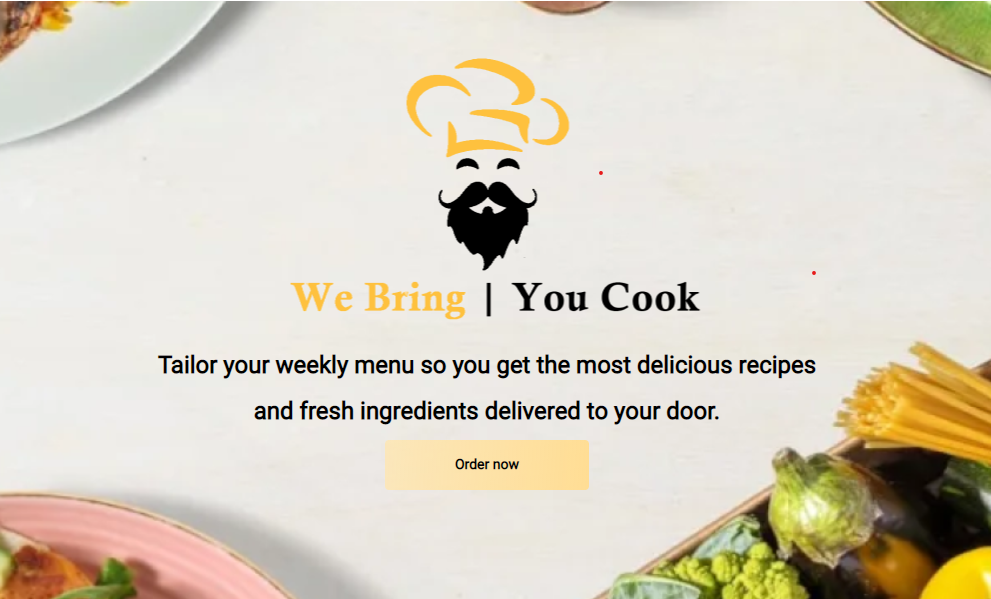 We Bring | You Cook
Tailor your weekly menu so you get the most delicious recipes
and fresh ingredients delivered to your door.
Order now